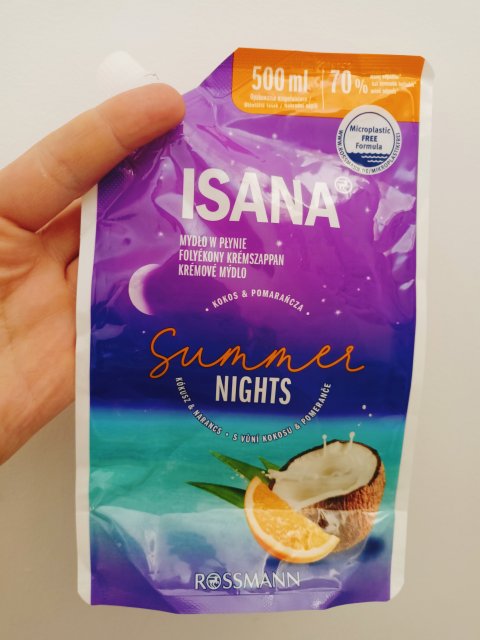 500 ml
70%
Microplastic
FREE
Formula
ISANA
MYDŁO W PŁYNIE
FOLYÉKONY KRÉMSZAPPAN
KRÉMOVÉ MÝDLO
• KOKOS & POMARAŃCZA •
Summer
NIGHTS
KÓKUSZ & NARANCS • S VŮNÍ KOKOSU & POMERANČE
ROSSMANN